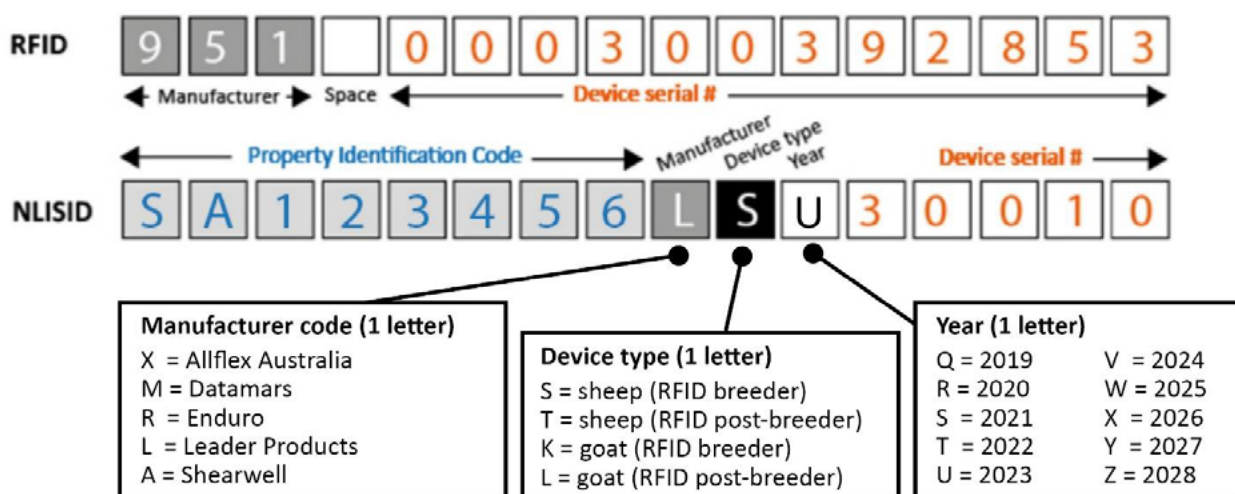 RFID 9 5 1 0 0 0 3 0 0 3 9 2 8 5 3
Manufacturer Space Device serial #
Property Identification Code Manufacturer Device type Year Device serial #
NLISID S A 1 2 3 4 5 6 L S U 3 0 0 1 0
Manufacturer code (1 letter)
X = Allflex Australia
M = Datamars
R = Enduro
L = Leader Products
A = Shearwell
Device type (1 letter)
S = sheep (RFID breeder)
T = sheep (RFID post-breeder)
K = goat (RFID breeder)
L = goat (RFID post-breeder)
Year (1 letter)
Q = 2019 V = 2024
R = 2020 W = 2025
S = 2021 X = 2026
T = 2022 Y = 2027
U = 2023 Z = 2028